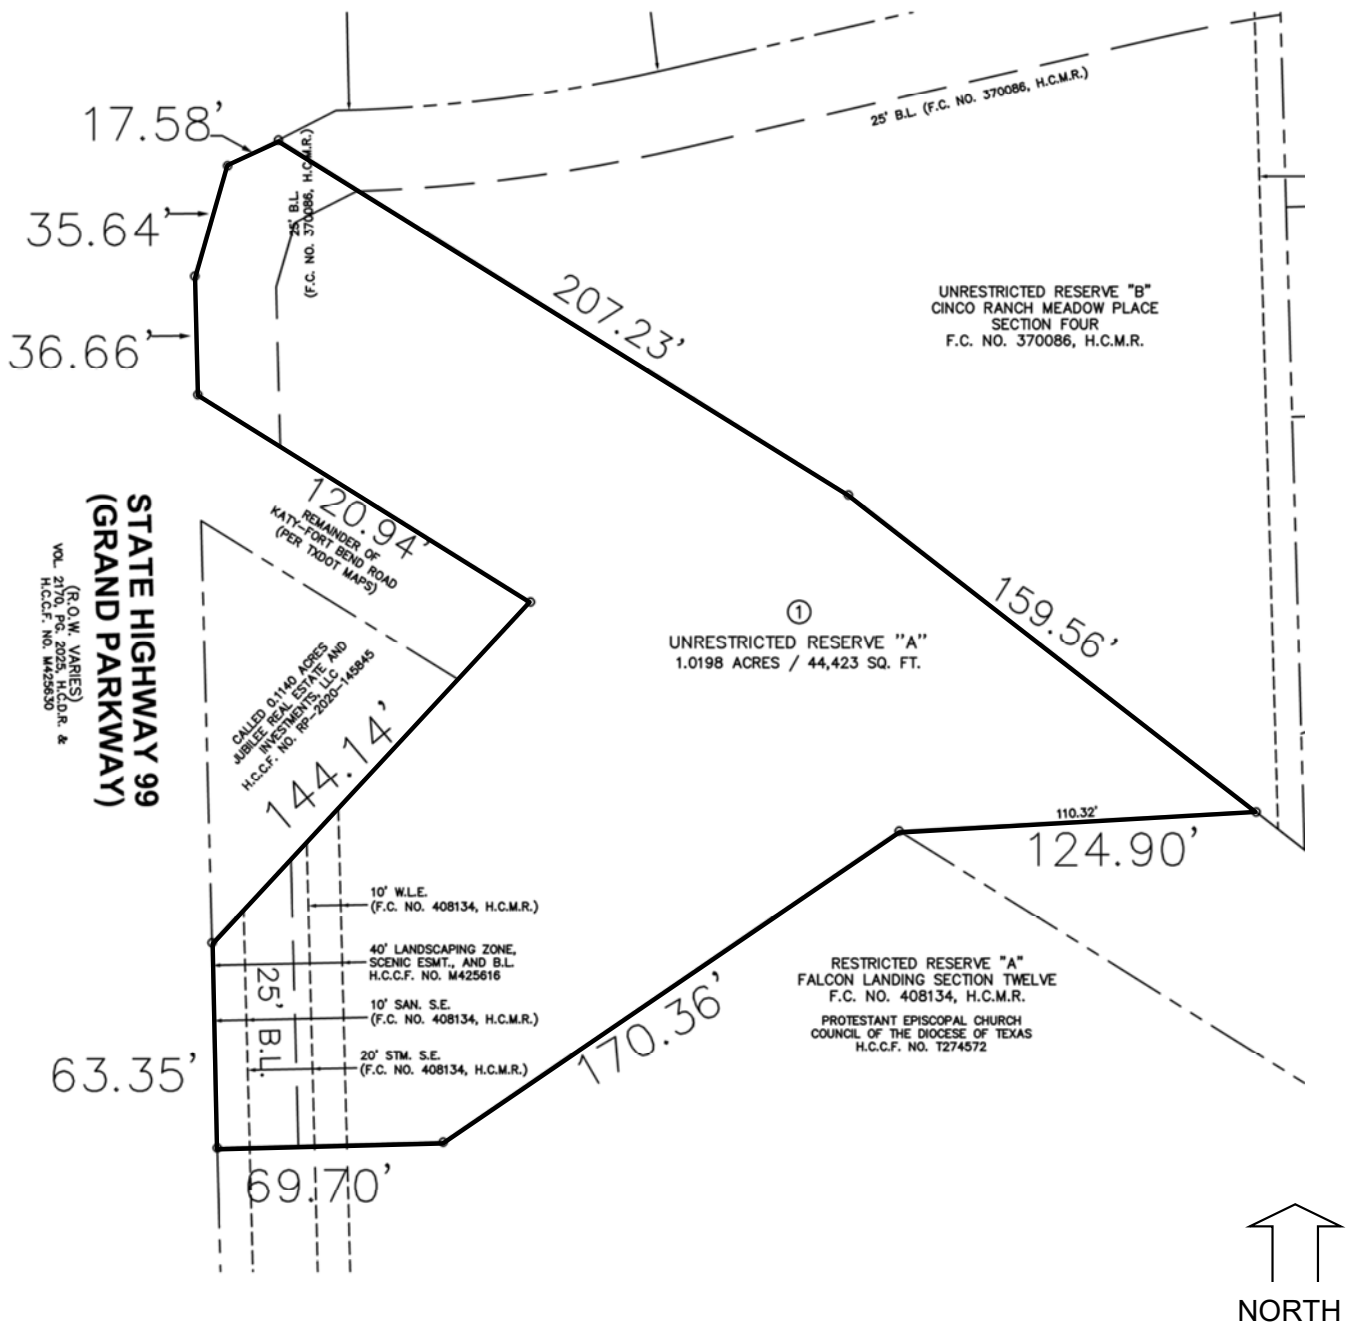 17.58'
35.64'
36.66'
25' B.L.
(F.C. NO. 370086, H.C.M.R.)
25' B.L. (F.C. NO. 370086, H.C.M.R.)
207.23'
UNRESTRICTED RESERVE "B"
CINCO RANCH MEADOW PLACE
SECTION FOUR
F.C. NO. 370086, H.C.M.R.
120.94'
REMAINDER OF
KATY-FORT BEND ROAD
(PER TXDOT MAPS)
STATE HIGHWAY 99
(GRAND PARKWAY)
(R.O.W. VARIES)
VOL. 2170, PG. 2025, H.C.D.R. &
H.C.C.F. NO. M425630
159.56'
1
UNRESTRICTED RESERVE "A"
1.0198 ACRES / 44,423 SQ. FT.
CALLED 0.1140 ACRES
JUBILEE REAL ESTATE AND
INVESTMENTS, LLC
H.C.C.F. NO. RP-2020-145845
144.14'
110.32'
124.90'
10' W.L.E.
(F.C. NO. 408134, H.C.M.R.)
40' LANDSCAPING ZONE,
SCENIC ESMT., AND B.L.
H.C.C.F. NO. M425616
10' SAN. S.E.
(F.C. NO. 408134, H.C.M.R.)
20' STM. S.E.
(F.C. NO. 408134, H.C.M.R.)
25' B.L.
63.35'
69.70'
170.36'
RESTRICTED RESERVE "A"
FALCON LANDING SECTION TWELVE
F.C. NO. 408134, H.C.M.R.
PROTESTANT EPISCOPAL CHURCH
COUNCIL OF THE DIOCESE OF TEXAS
H.C.C.F. NO. T274572
NORTH